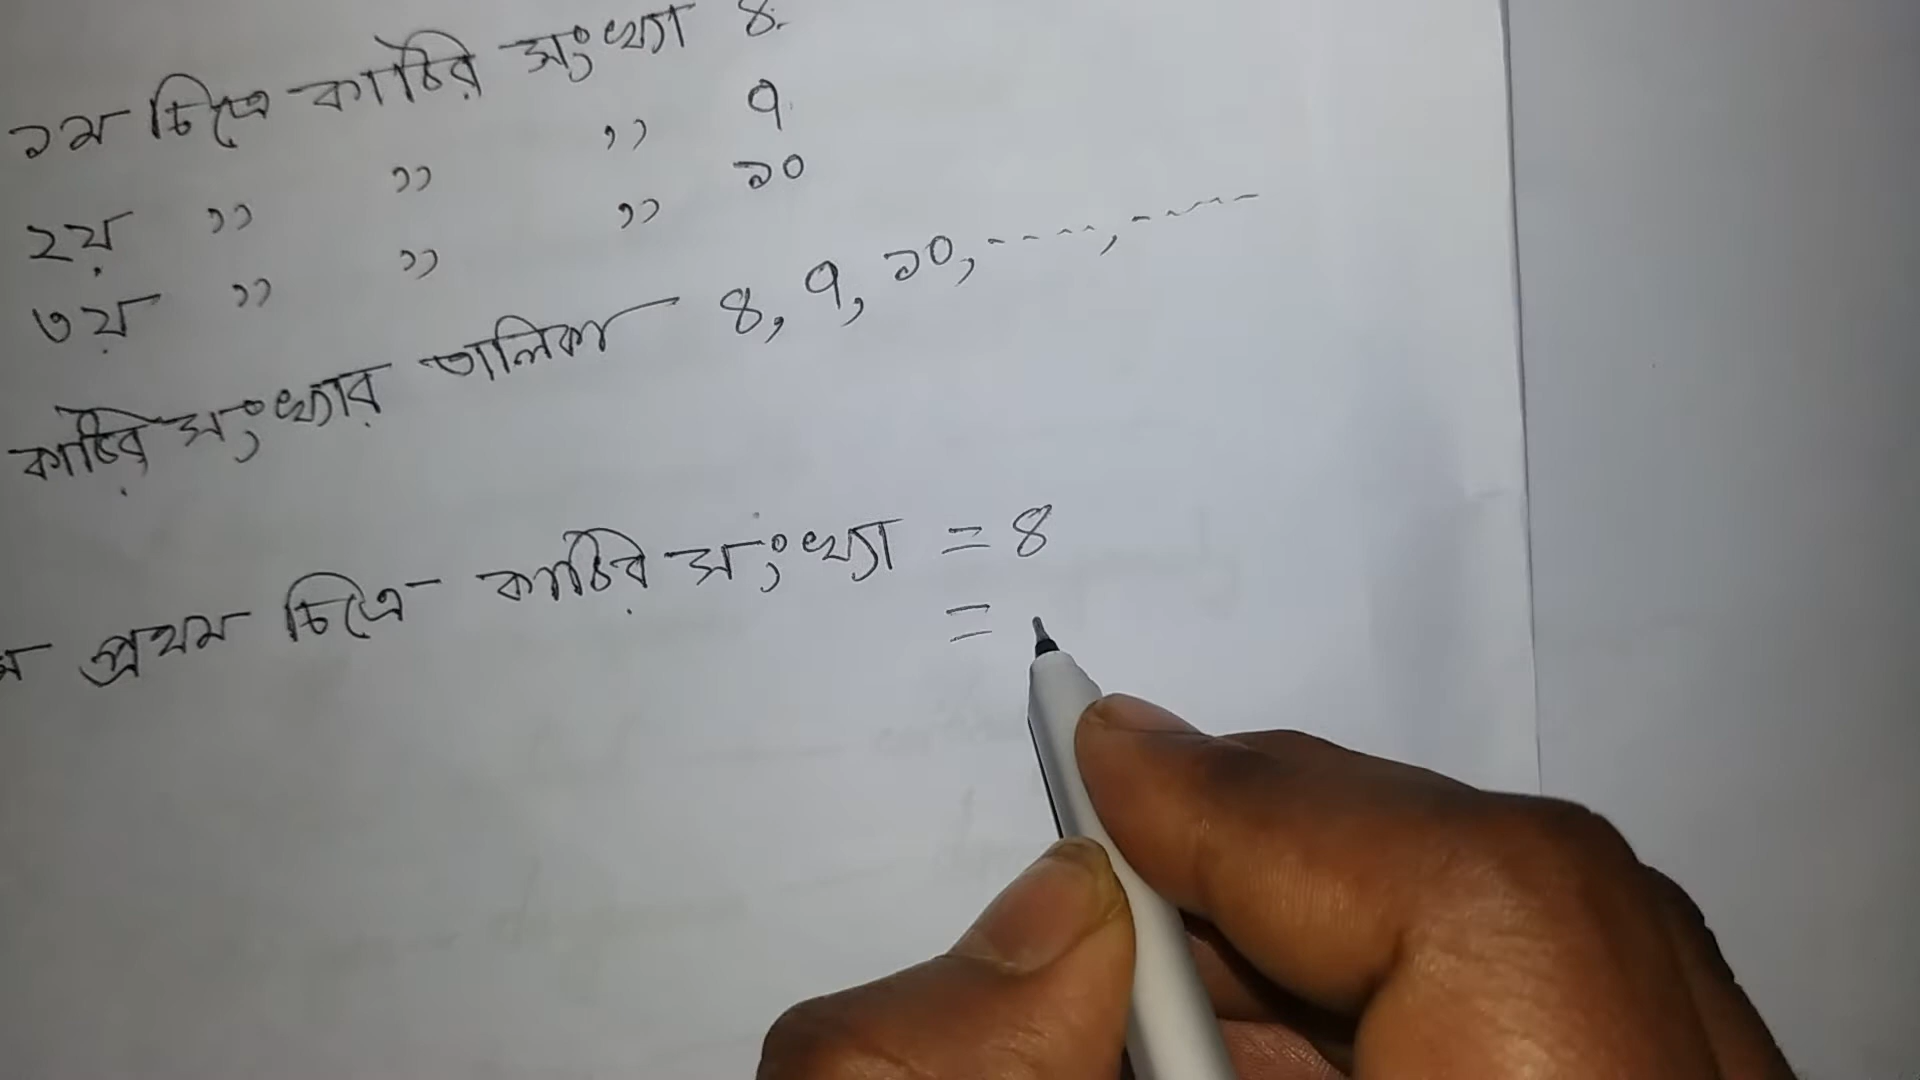 ১ম চিত্রে কাঠির সংখ্যা ৪.
২য় ,, ,, ,, ৭
৩য় ,, ,, ,, ১০
কাঠির সংখ্যার তালিকা ৪, ৭, ১০, ----, -----
প্রথম চিত্রে কাঠির সংখ্যা = ৪
=